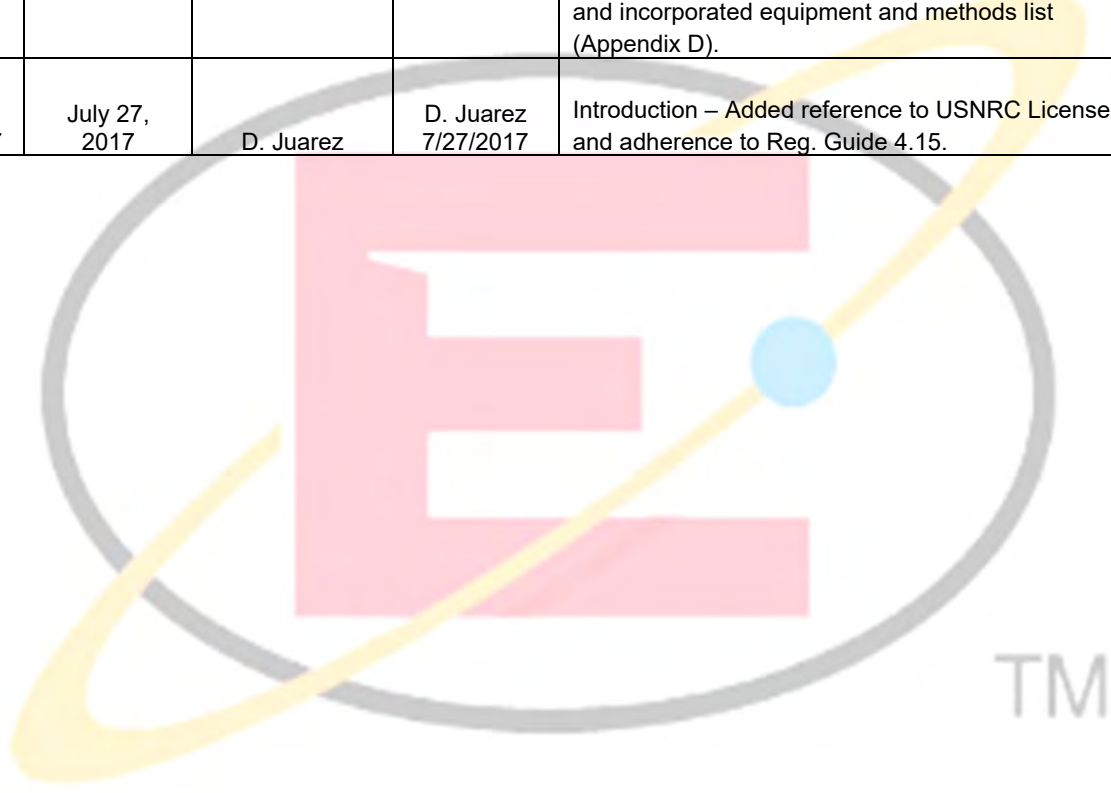 and incorporated equipment and methods list
(Appendix D).
July 27,
2017
D. Juarez
D. Juarez
7/27/2017
Introduction – Added reference to USNRC License
and adherence to Reg. Guide 4.15.
E
TM